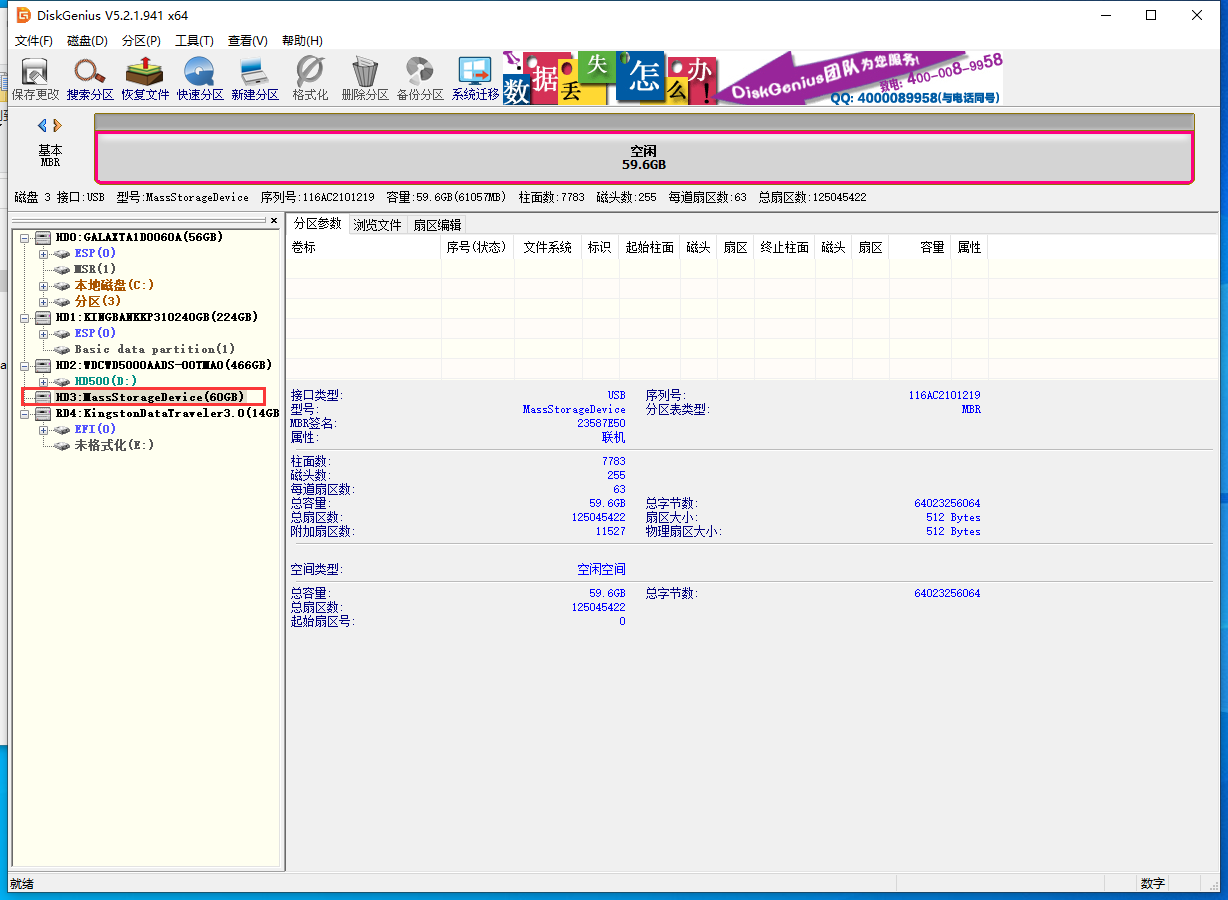 DiskGenius V5.2.1.941 x64
文件(F) 磁盘(D) 分区(P) 工具(T) 查看(V) 帮助(H)
保存更改 搜索分区 恢复文件 快速分区 新建分区 格式化 删除分区 备份分区 系统迁移
数据丢失怎么办!
DiskGenius团队为您服务!
致电: 400-008-9958
QQ: 4000089958(与电话同号)
基本
MBR
空闲
59.6GB
磁盘 3 接口:USB 型号:MassStorageDevice 序列号:116AC2101219 容量:59.6GB(61057MB) 柱面数:7783 磁头数:255 每道扇区数:63 总扇区数:125045422
HD0:GALAXTA1D0060A(56GB)
ESP(0)
MSR(1)
本地磁盘(C:)
分区(3)
HD1:KINGBANKKP310240GB(224GB)
ESP(0)
Basic data partition(1)
HD2:WDCWD5000AADS-00TMA0(466GB)
HD500(D:)
HD3:MassStorageDevice(60GB)
RD4:KingstonDataTraveler3.0(14GB
EFI(0)
未格式化(E:)
分区参数 浏览文件 扇区编辑
卷标 序号(状态) 文件系统 标识 起始柱面 磁头 扇区 终止柱面 磁头 扇区 容量 属性
接口类型: USB 序列号: 116AC2101219
型号: MassStorageDevice 分区表类型: MBR
MBR签名: 23587E50
属性: 联机
柱面数: 7783
磁头数: 255
每道扇区数: 63
总容量: 59.6GB 总字节数: 64023256064
总扇区数: 125045422 扇区大小: 512 Bytes
附加扇区数: 11527 物理扇区大小: 512 Bytes
空间类型: 空闲空间
总容量: 59.6GB 总字节数: 64023256064
总扇区数: 125045422
起始扇区号: 0
就绪
数字